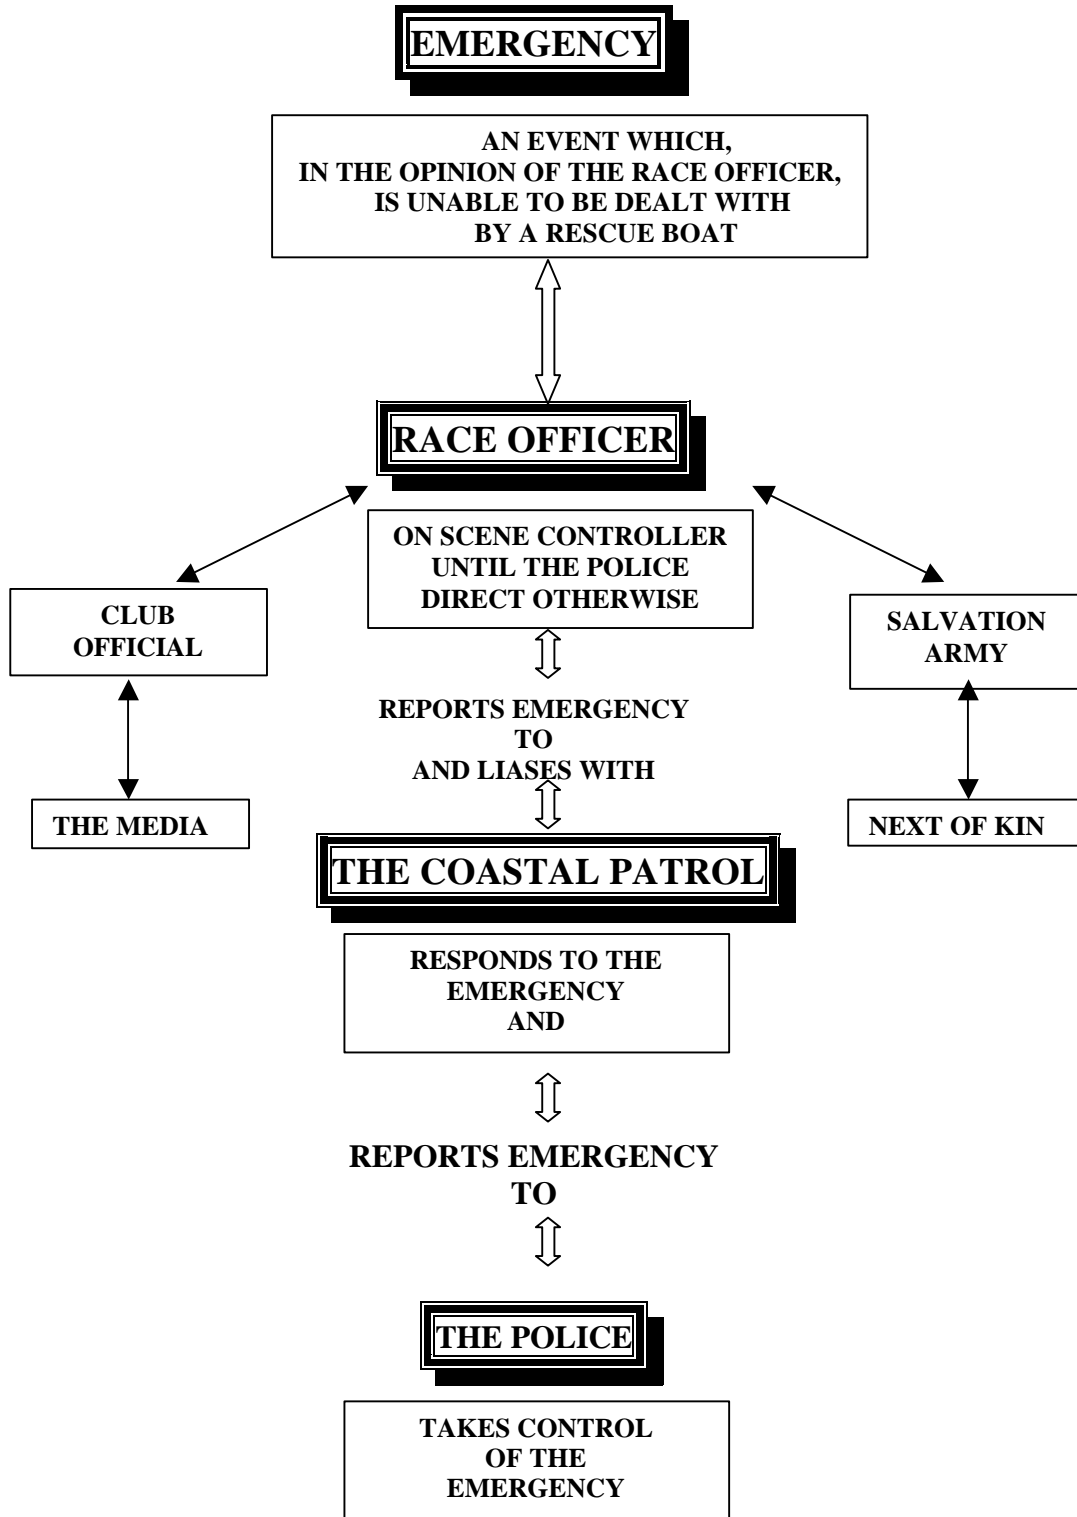 EMERGENCY
AN EVENT WHICH,
IN THE OPINION OF THE RACE OFFICER,
IS UNABLE TO BE DEALT WITH
BY A RESCUE BOAT
RACE OFFICER
ON SCENE CONTROLLER
UNTIL THE POLICE
DIRECT OTHERWISE
CLUB
OFFICIAL
SALVATION
ARMY
REPORTS EMERGENCY
TO
AND LIASES WITH
THE MEDIA
NEXT OF KIN
THE COASTAL PATROL
RESPONDS TO THE
EMERGENCY
AND
REPORTS EMERGENCY
TO
THE POLICE
TAKES CONTROL
OF THE
EMERGENCY